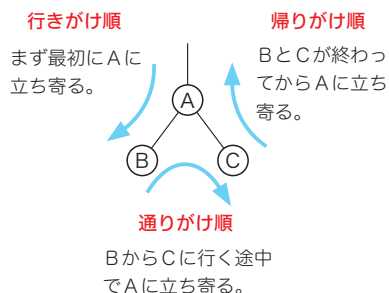 行きがけ順
まず最初にAに
立ち寄る。
帰りがけ順
BとCが終わっ
てからAに立ち
寄る。
A
B
C
通りがけ順
BからCに行く途中
でAに立ち寄る。